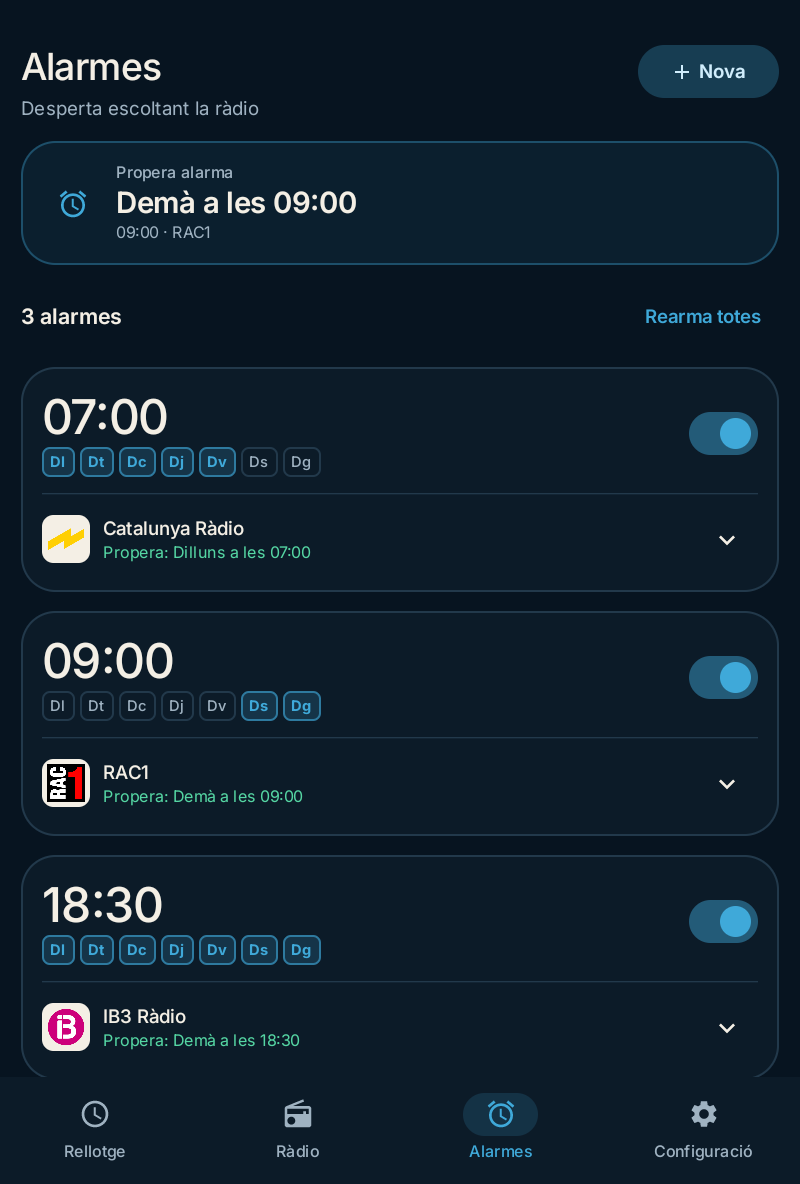 Alarmes
+ Nova
Desperta escoltant la ràdio
Propera alarma
Demà a les 09:00
09:00 · RAC1
3 alarmes
Rearma totes
07:00
Dl Dt Dc Dj Dv Ds Dg
Catalunya Ràdio
Propera: Dilluns a les 07:00
09:00
Dl Dt Dc Dj Dv Ds Dg
RAC1
RAC1
Propera: Demà a les 09:00
18:30
Dl Dt Dc Dj Dv Ds Dg
iB3
IB3 Ràdio
Propera: Demà a les 18:30
Rellotge Ràdio Alarmes Configuració